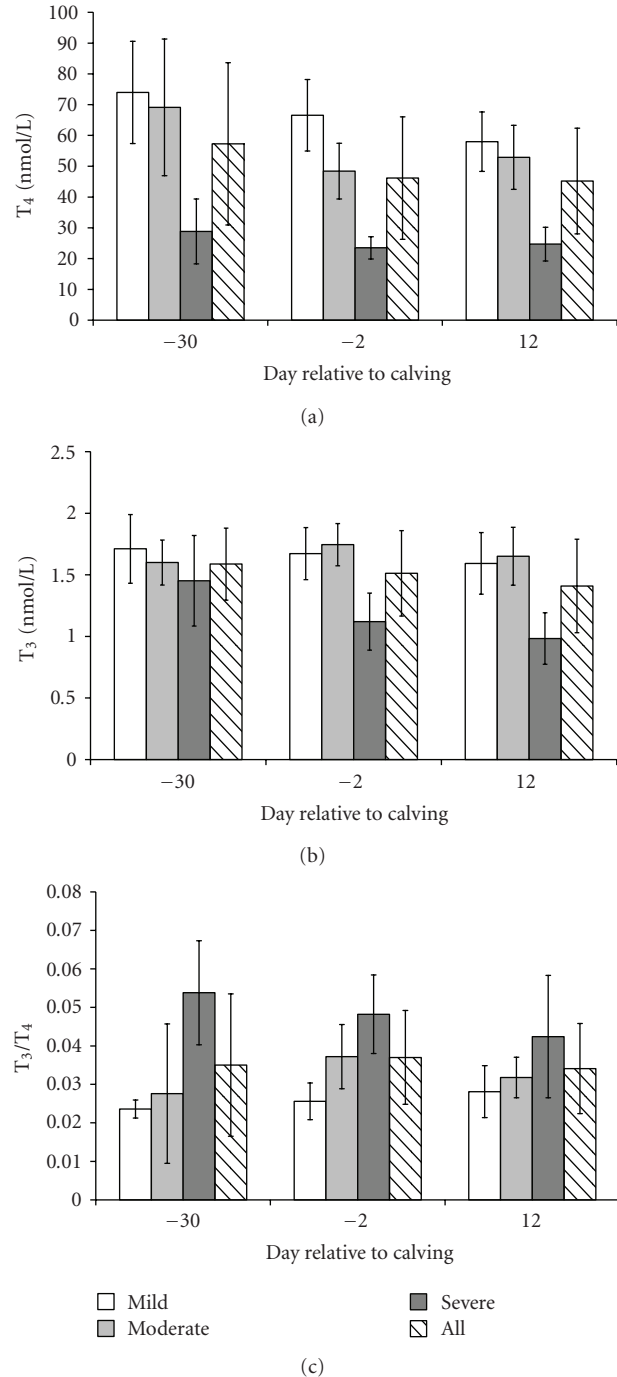 100
90
80
70
60
50
40
30
20
10
0
T4 (nmol/L)
−30 −2 12
Day relative to calving
(a)
2.5
2
1.5
1
0.5
0
T3 (nmol/L)
−30 −2 12
Day relative to calving
(b)
0.08
0.07
0.06
0.05
0.04
0.03
0.02
0.01
0
T3/T4
−30 −2 12
Day relative to calving
Mild Severe
Moderate All
(c)